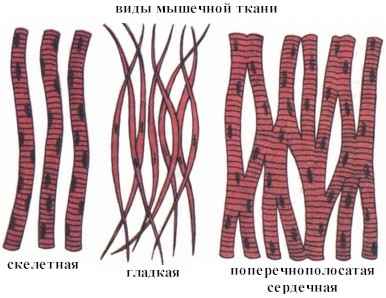 виды мышечной ткани
скелетная
гладкая
поперечнополосатая
сердечная